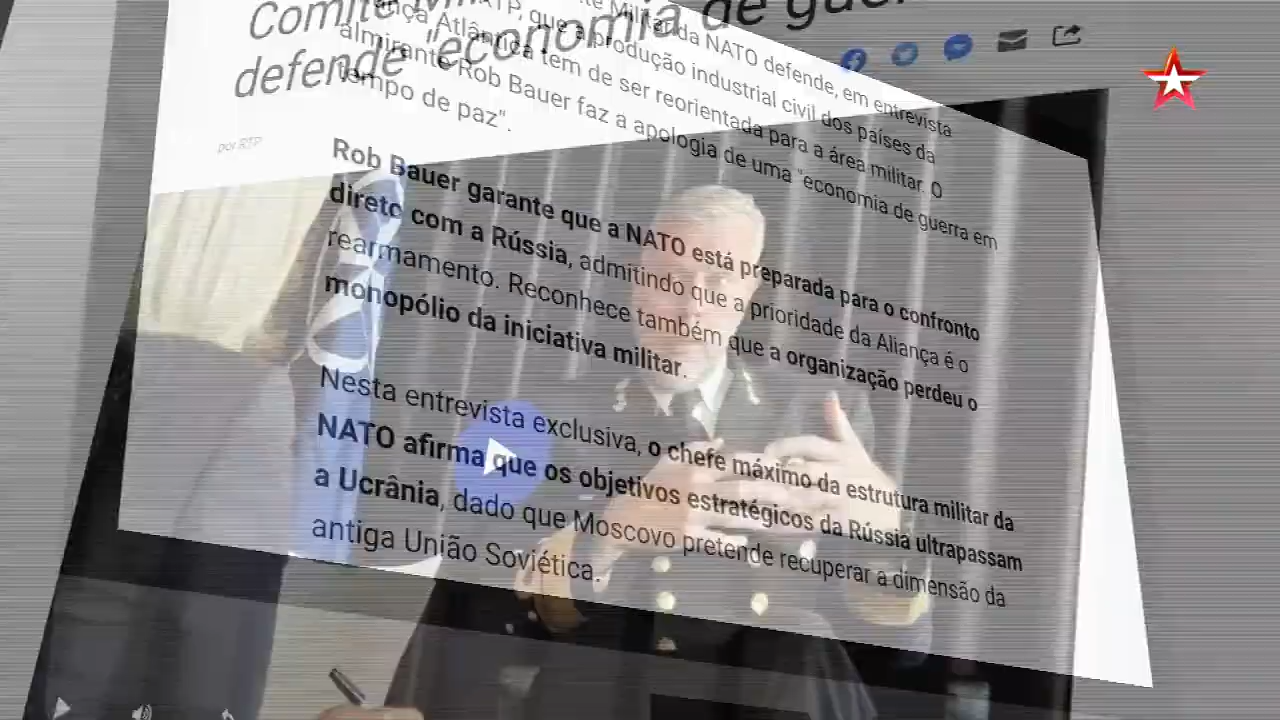 defende "economia de guer
por RTP
te Militar da NATO defende, em entrevista
RTP, que a produção industrial civil dos países da
ança Atlântica tem de ser reorientada para a área militar. O
almirante Rob Bauer faz a apologia de uma "economia de guerra em
tempo de paz".
Rob Bauer garante que a NATO está preparada para o confronto
direto com a Rússia, admitindo que a prioridade da Aliança é o
rearmamento. Reconhece também que a organização perdeu o
monopólio da iniciativa militar.
Nesta entrevista exclusiva, o chefe máximo da estrutura militar da
NATO afirma que os objetivos estratégicos da Rússia ultrapassam
a Ucrânia, dado que Moscovo pretende recuperar a dimensão da
antiga União Soviética.